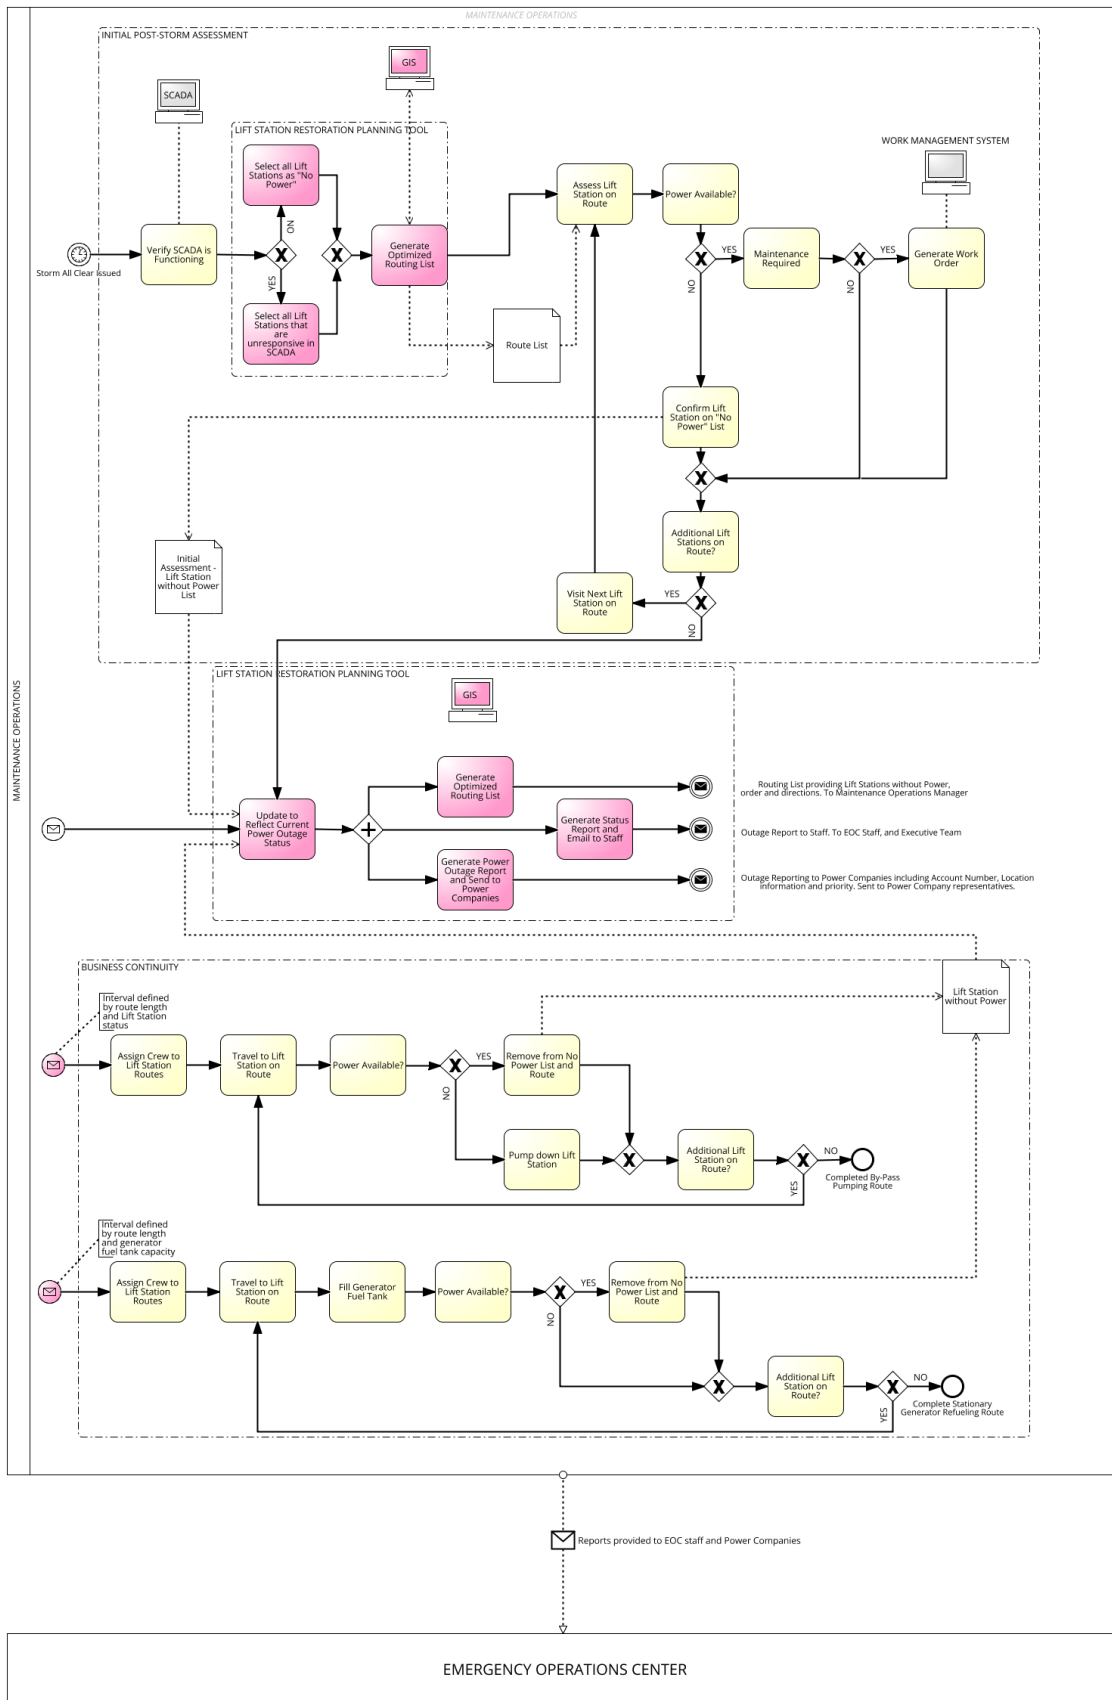 MAINTENANCE OPERATIONS
INITIAL POST-STORM ASSESSMENT
GIS
SCADA
LIFT STATION RESTORATION PLANNING TOOL
WORK MANAGEMENT SYSTEM
Select all Lift
Stations as "No
Power"
Assess Lift
Station on
Route
Power Available?
NO
YES
YES
Storm All Clear Issued
Verify SCADA is
Functioning
Generate
Optimized
Routing List
Maintenance
Required
Generate Work
Order
YES
NO
NO
Select all Lift
Stations that
are
unresponsive in
SCADA
Route List
Confirm Lift
Station on "No
Power" List
Additional Lift
Stations on
Route?
Initial
Assessment -
Lift Station
without Power
List
Visit Next Lift
Station on
Route
YES
NO
MAINTENANCE OPERATIONS
LIFT STATION RESTORATION PLANNING TOOL
GIS
Generate
Optimized
Routing List
Routing List providing Lift Stations without Power,
order and directions. To Maintenance Operations Manager
Update to
Reflect Current
Power Outage
Status
Generate Status
Report and
Email to Staff
Outage Report to Staff. To EOC Staff, and Executive Team
Generate Power
Outage Report
and Send to
Power
Companies
Outage Reporting to Power Companies including Account Number, Location
information and priority. Sent to Power Company representatives.
BUSINESS CONTINUITY
Lift Station
without Power
Interval defined
by route length
and Lift Station
status
Assign Crew to
Lift Station
Routes
Travel to Lift
Station on
Route
Power Available?
YES
NO
Remove from No
Power List and
Route
Pump down Lift
Station
Additional Lift
Station on
Route?
NO
YES
Completed By-Pass
Pumping Route
Interval defined
by route length
and generator
fuel tank capacity
Assign Crew to
Lift Station
Routes
Travel to Lift
Station on
Route
Fill Generator
Fuel Tank
Power Available?
YES
NO
Remove from No
Power List and
Route
Additional Lift
Station on
Route?
NO
YES
Complete Stationary
Generator Refueling Route
Reports provided to EOC staff and Power Companies
EMERGENCY OPERATIONS CENTER